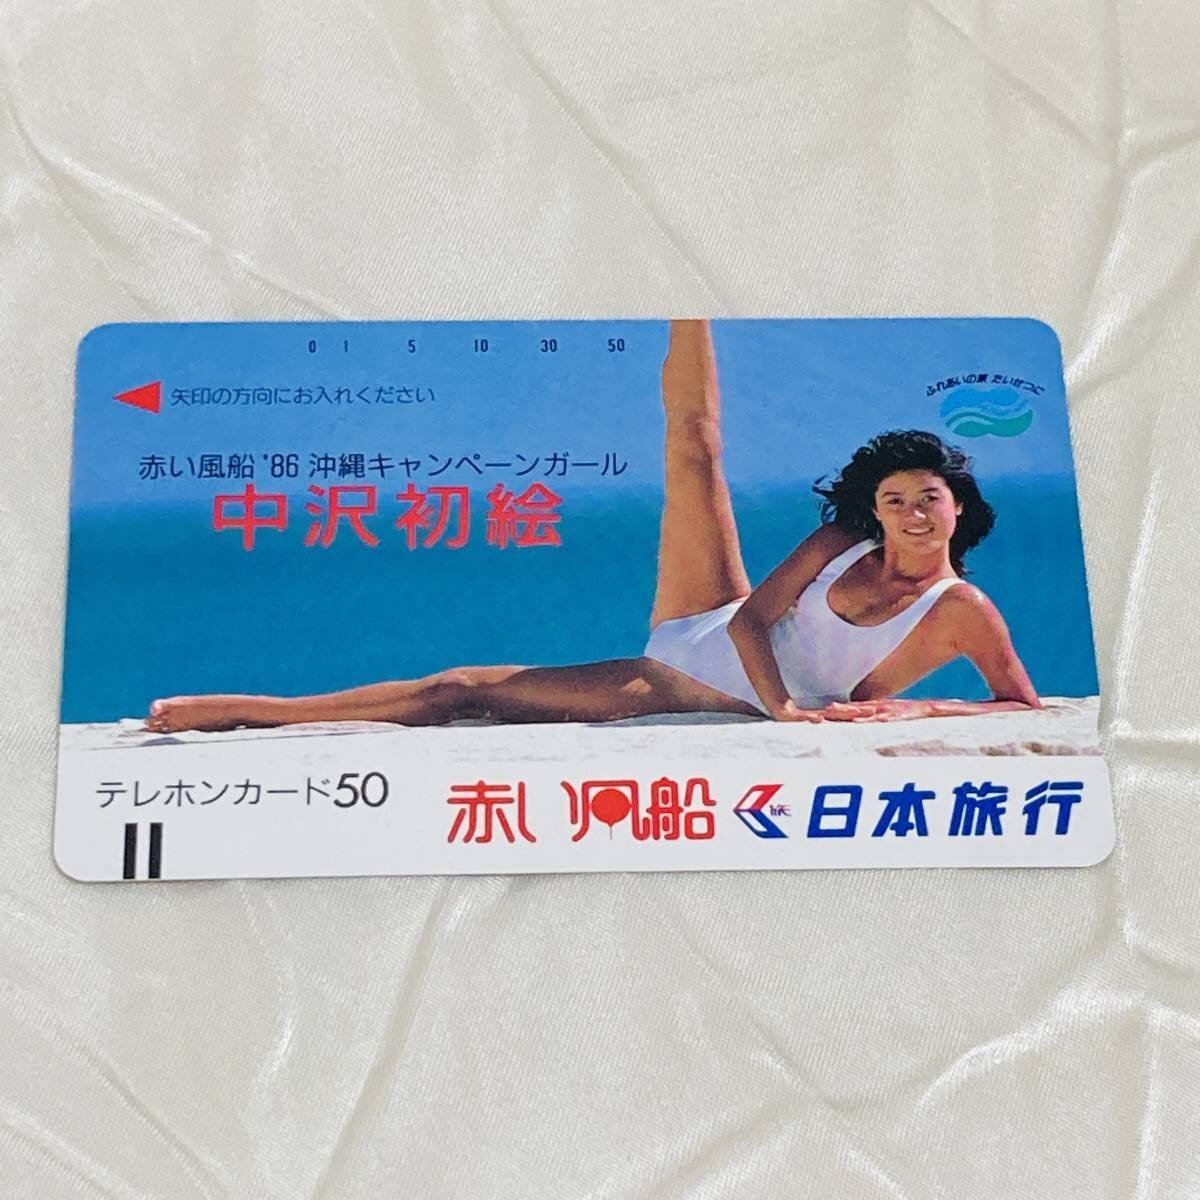 0 1 5 10 30 50
矢印の方向にお入れください
ふれあいの旅 たいせつに
赤い風船 '86 沖縄キャンペーンガール
中沢初絵
テレホンカード50
赤い風船 日本旅行